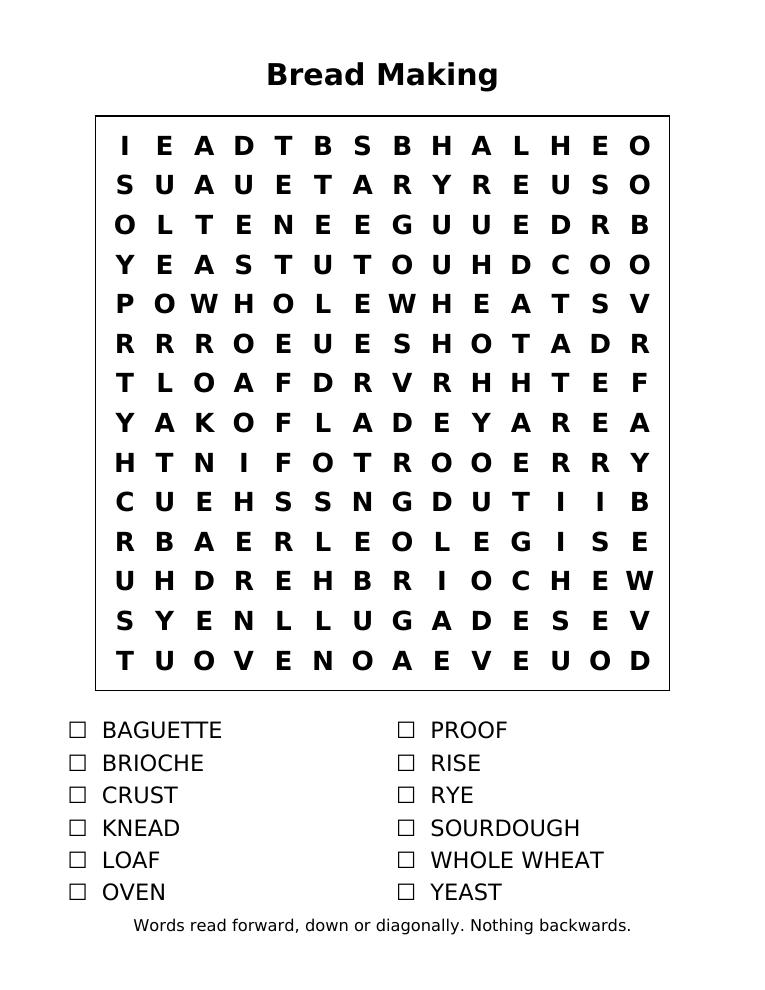 Bread Making
I E A D T B S B H A L H E O
S U A U E T A R Y R E U S O
O L T E N E E G U U E D R B
Y E A S T U T O U H D C O O
P O W H O L E W H E A T S V
R R R O E U E S H O T A D R
T L O A F D R V R H H T E F
Y A K O F L A D E Y A R E A
H T N I F O T R O O E R R Y
C U E H S S N G D U T I I B
R B A E R L E O L E G I S E
U H D R E H B R I O C H E W
S Y E N L L U G A D E S E V
T U O V E N O A E V E U O D
☐ BAGUETTE
☐ BRIOCHE
☐ CRUST
☐ KNEAD
☐ LOAF
☐ OVEN
☐ PROOF
☐ RISE
☐ RYE
☐ SOURDOUGH
☐ WHOLE WHEAT
☐ YEAST
Words read forward, down or diagonally. Nothing backwards.